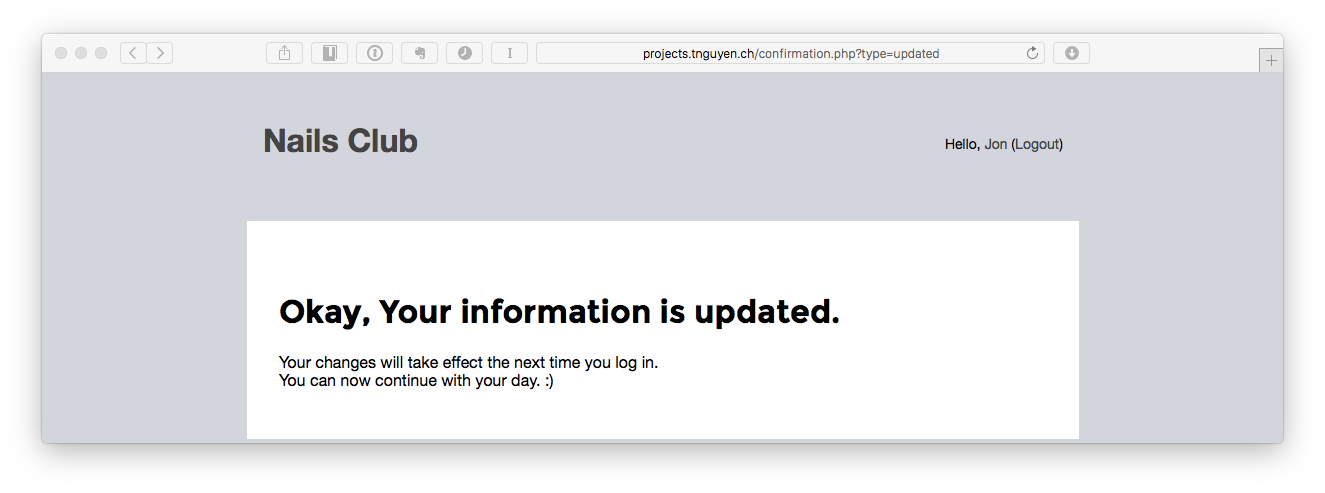 projects.tnguyen.ch/confirmation.php?type=updated
Nails Club
Hello, Jon (Logout)
Okay, Your information is updated.
Your changes will take effect the next time you log in.
You can now continue with your day. :)